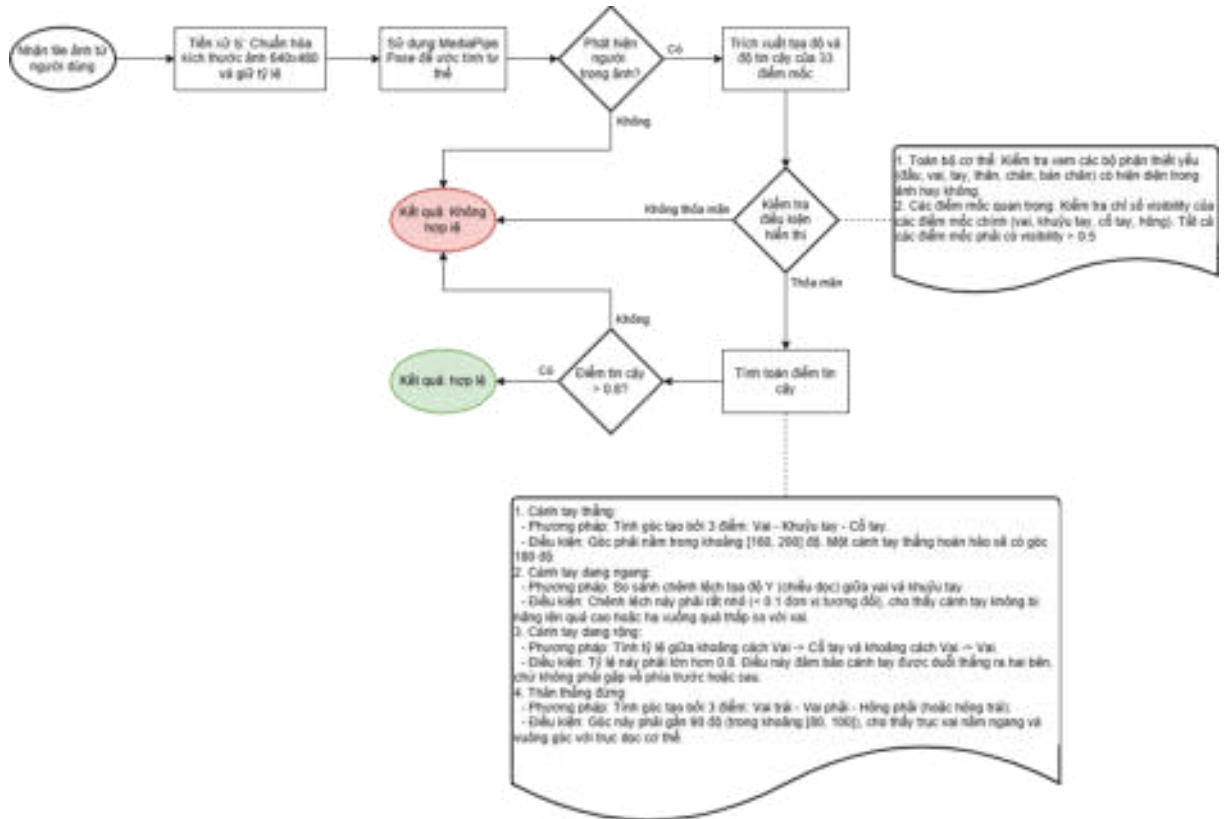 Nhận file ảnh từ
người dùng
Tiền xử lý: Chuẩn hóa
kích thước ảnh 640x480
và giữ tỷ lệ
Sử dụng MediaPipe
Pose để ước tính tư
thế
Phát hiện
người
trong ảnh?
Có
Trích xuất tọa độ và
độ tin cậy của 33
điểm mốc
Không
1. Toàn bộ cơ thể: Kiểm tra xem các bộ phận thiết yếu
(đầu, vai, tay, thân, chân, bàn chân) có hiện diện trong
ảnh hay không.
2. Các điểm mốc quan trọng: Kiểm tra chỉ số visibility của
các điểm mốc chính (vai, khuỷu tay, cổ tay, hông). Tất cả
các điểm mốc phải có visibility > 0.5
Kết quả: Không
hợp lệ
Không thỏa mãn
Kiểm tra
điều kiện
hiển thị
Thỏa mãn
Không
Kết quả: hợp lệ
Có
Điểm tin cậy
Tính toán điểm tin
cậy
1. Cánh tay thẳng:
- Phương pháp: Tính góc tạo bởi 3 điểm: Vai - Khuỷu tay - Cổ tay.
- Điều kiện: Góc phải nằm trong khoảng [160, 200] độ. Một cánh tay thẳng hoàn hảo sẽ có góc
180 độ.
2. Cánh tay dang ngang:
- Phương pháp: So sánh chênh lệch tọa độ Y (chiều dọc) giữa vai và khuỷu tay.
- Điều kiện: Chênh lệch này phải rất nhỏ (< 0.1 đơn vị tương đối), cho thấy cánh tay không bị
nâng lên quá cao hoặc hạ xuống quá thấp so với vai.
3. Cánh tay dang rộng:
- Phương pháp: Tính tỷ lệ giữa khoảng cách Vai -> Cổ tay và khoảng cách Vai -> Vai.
- Điều kiện: Tỷ lệ này phải lớn hơn 0.8. Điều này đảm bảo cánh tay được duỗi thẳng ra hai bên,
chứ không phải gập về phía trước hoặc sau.
4. Thân thẳng đứng
- Phương pháp: Tính góc tạo bởi 3 điểm: Vai trái - Vai phải - Hông phải (hoặc hông trái).
- Điều kiện: Góc này phải gần 90 độ (trong khoảng [80, 100]), cho thấy trục vai nằm ngang và
vuông góc với trục dọc cơ thể.